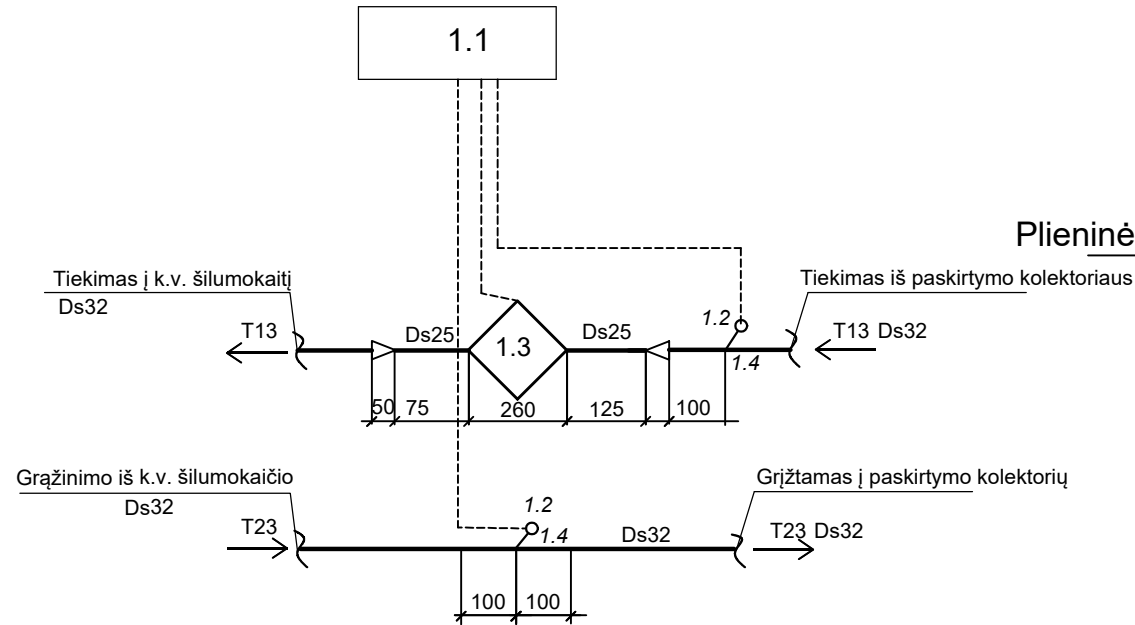 1.1
Plieninė
Tiekimas į k.v. šilumokaitį
Ds32
Tiekimas iš paskirtymo kolektoriaus
T13
Ds25
1.3
Ds25
1.2
1.4
T13 Ds32
50 75 260 125 100
Grąžinimo iš k.v. šilumokaičio
Ds32
Grįžtamas į paskirtymo kolektorių
T23
1.2
1.4
Ds32
T23 Ds32
100 100